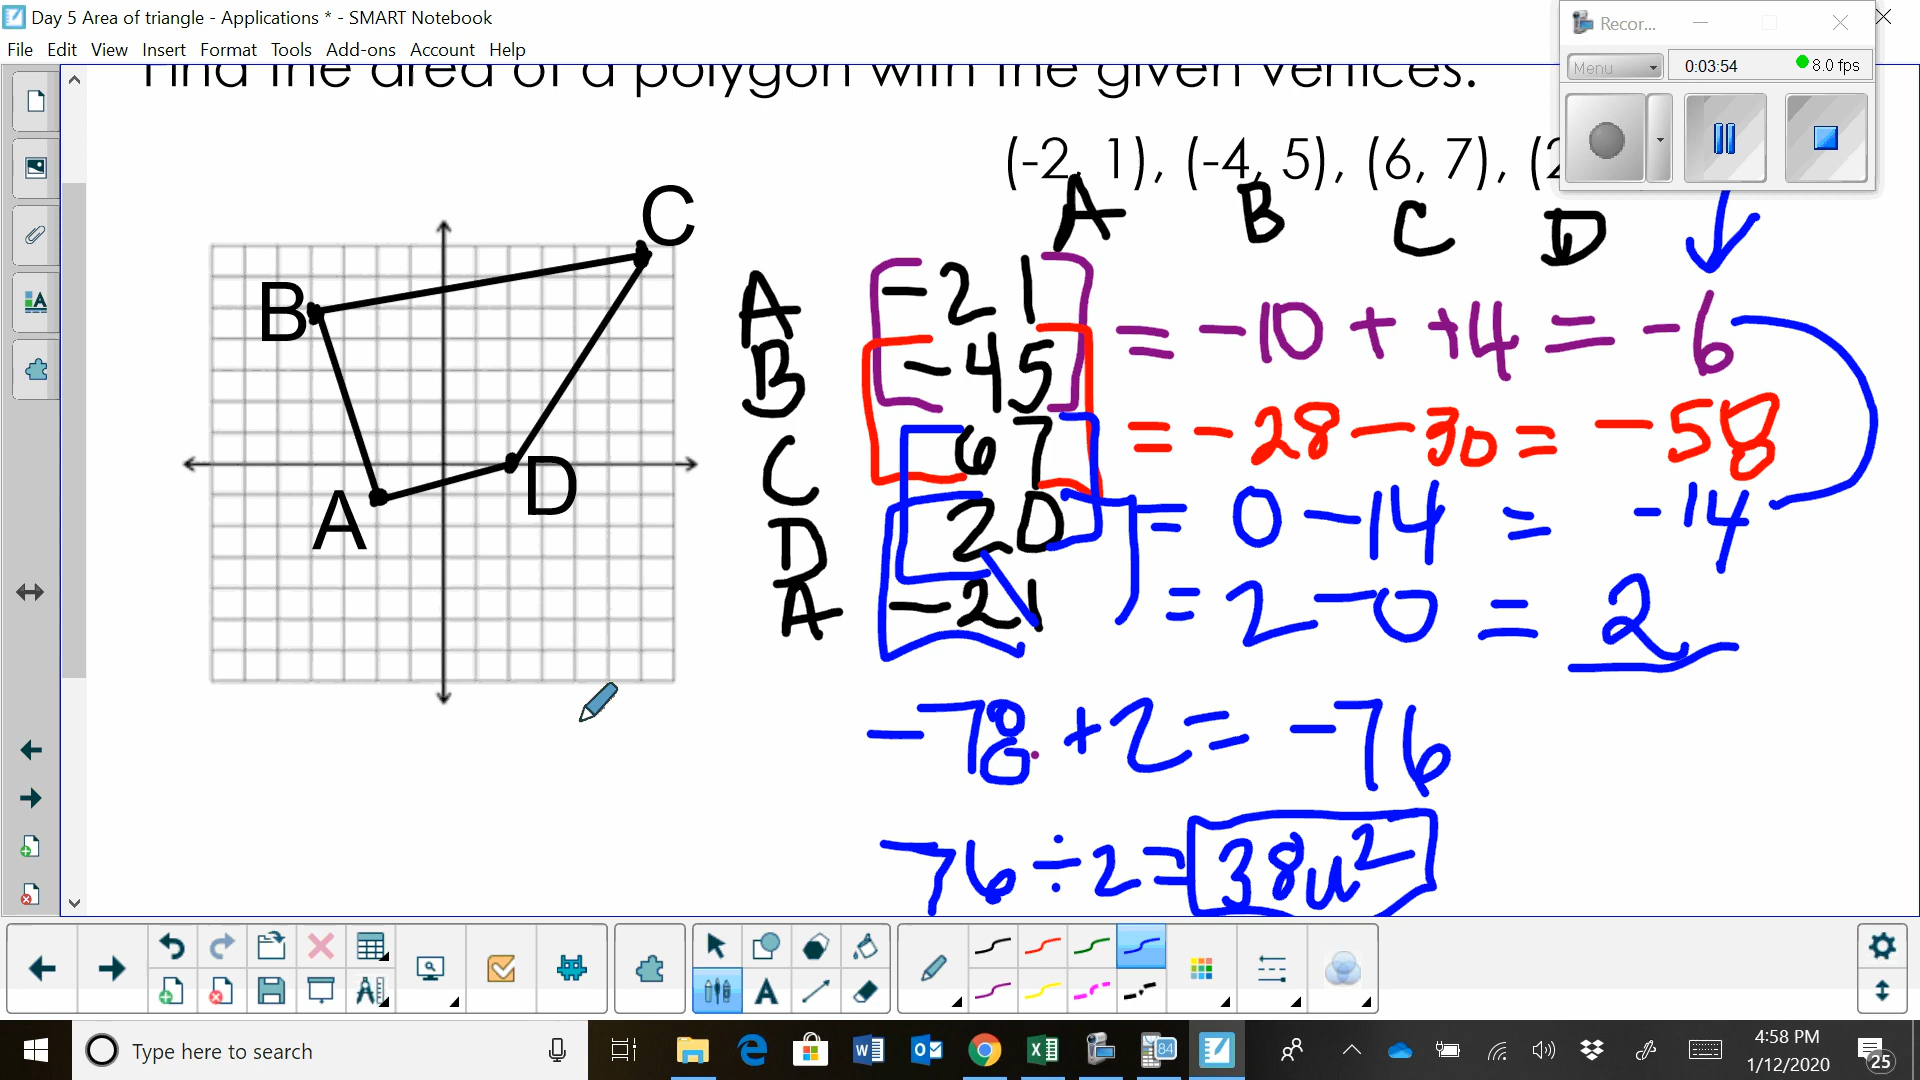 Day 5 Area of triangle - Applications * - SMART Notebook
Recor...
File Edit View Insert Format Tools Add-ons Account Help
Menu
0:03:54
8.0 fps
Find the area of a polygon with the given vertices.
(-2, 1), (-4, 5), (6, 7), (2
A B C D
C
B
A
D
A -2 1 = -10 + +4 = -6
B -4 5 = -28 - 30 = -58
C 6 7 = 0 - 14 = -14
D 2 0 = 2 - 0 = 2
A -2 1
-78 + 2 = -76
76 ÷ 2 = 38u²
Type here to search
84
4:58 PM
1/12/2020
25